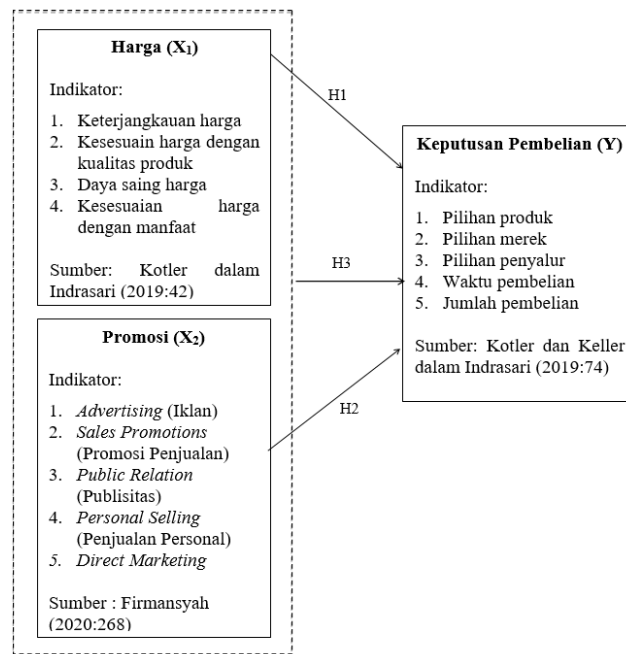 Harga (X₁)
Indikator:
1. Keterjangkauan harga
2. Kesesuain harga dengan
kualitas produk
3. Daya saing harga
4. Kesesuaian harga
dengan manfaat
Sumber: Kotler dalam
Indrasari (2019:42)
Promosi (X₂)
Indikator:
1. Advertising (Iklan)
2. Sales Promotions
(Promosi Penjualan)
3. Public Relation
(Publisitas)
4. Personal Selling
(Penjualan Personal)
5. Direct Marketing
Sumber : Firmansyah
(2020:268)
H1
H3
H2
Keputusan Pembelian (Y)
Indikator:
1. Pilihan produk
2. Pilihan merek
3. Pilihan penyalur
4. Waktu pembelian
5. Jumlah pembelian
Sumber: Kotler dan Keller
dalam Indrasari (2019:74)